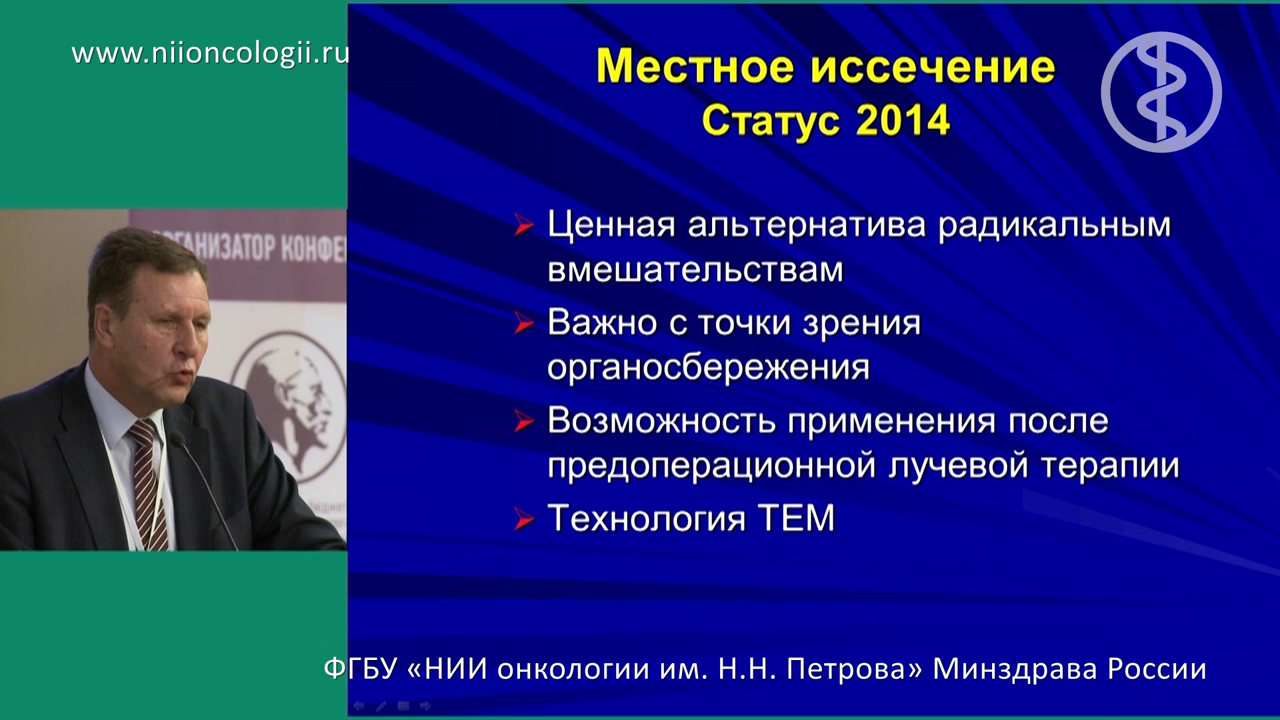 www.niioncologii.ru
Местное иссечение
Статус 2014
ОРГАНИЗАТОР
Ценная альтернатива радикальным
вмешательствам
Важно с точки зрения
органосбережения
Возможность применения после
предоперационной лучевой терапии
Технология ТЕМ
ФГБУ «НИИ онкологии им. Н.Н. Петрова» Минздрава России